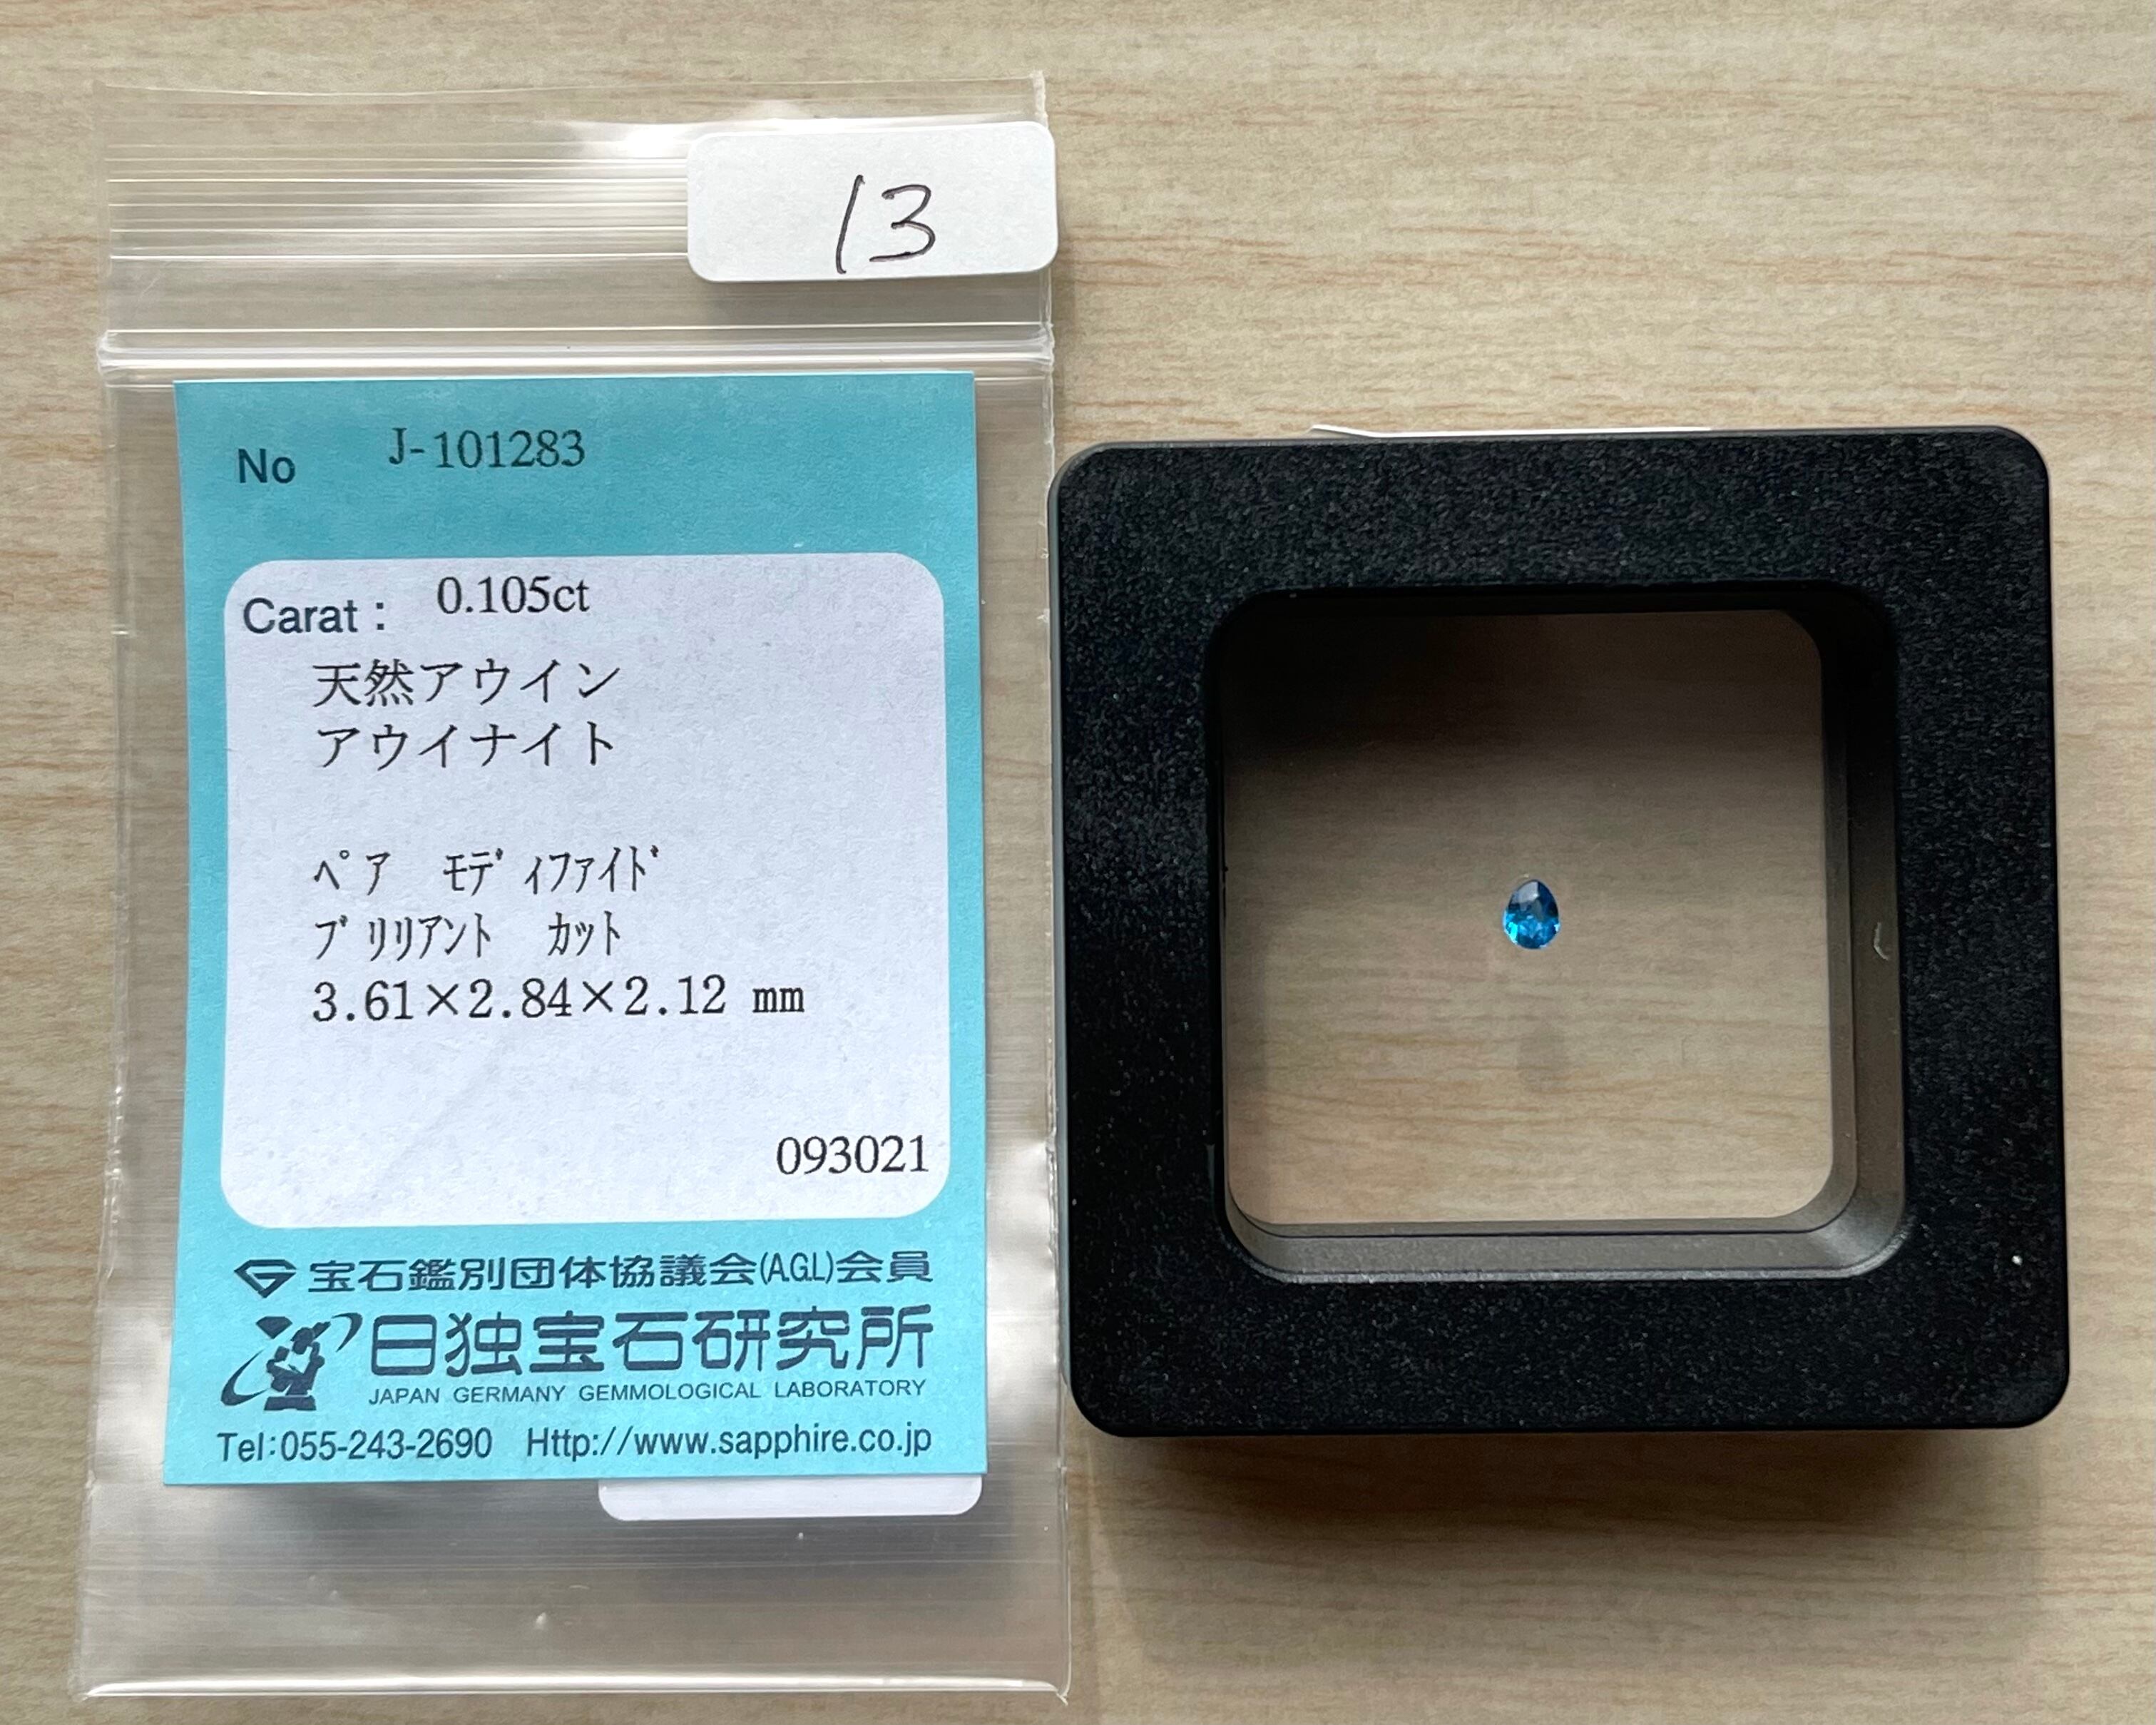 13
No J-101283
Carat: 0.105ct
天然アウイン
アウイナイト
ﾍﾟｱ ﾓﾃﾞｨﾌｧｲﾄﾞ
ﾌﾞﾘﾘｱﾝﾄ ｶｯﾄ
3.61×2.84×2.12 mm
093021
宝石鑑別団体協議会(AGL)会員
日独宝石研究所
JAPAN GERMANY GEMMOLOGICAL LABORATORY
Tel:055-243-2690 Http://www.sapphire.co.jp